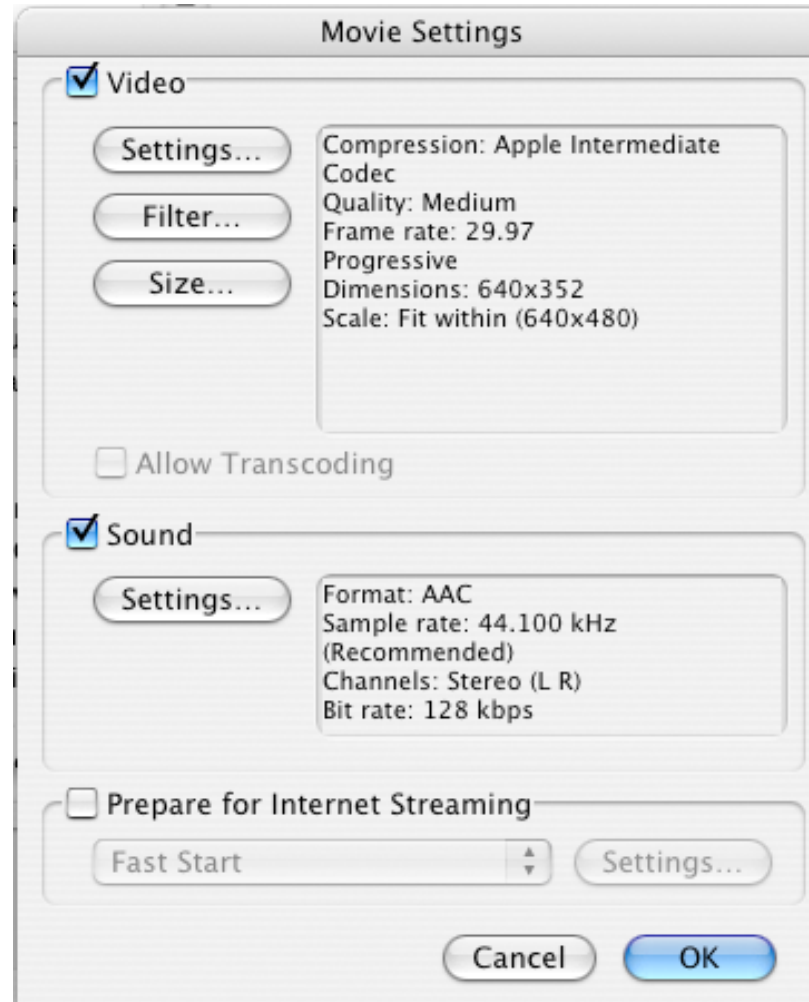 Movie Settings
Video
Settings...
Filter...
Size...
Compression: Apple Intermediate
Codec
Quality: Medium
Frame rate: 29.97
Progressive
Dimensions: 640x352
Scale: Fit within (640x480)
Allow Transcoding
Sound
Settings...
Format: AAC
Sample rate: 44.100 kHz
(Recommended)
Channels: Stereo (L R)
Bit rate: 128 kbps
Prepare for Internet Streaming
Fast Start
Settings...
Cancel
OK